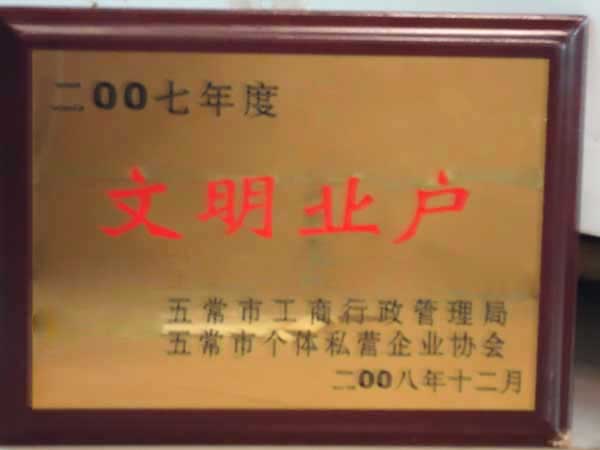 二00七年度
文明业户
五常市工商行政管理局
五常市个体私营企业协会
二00八年十二月